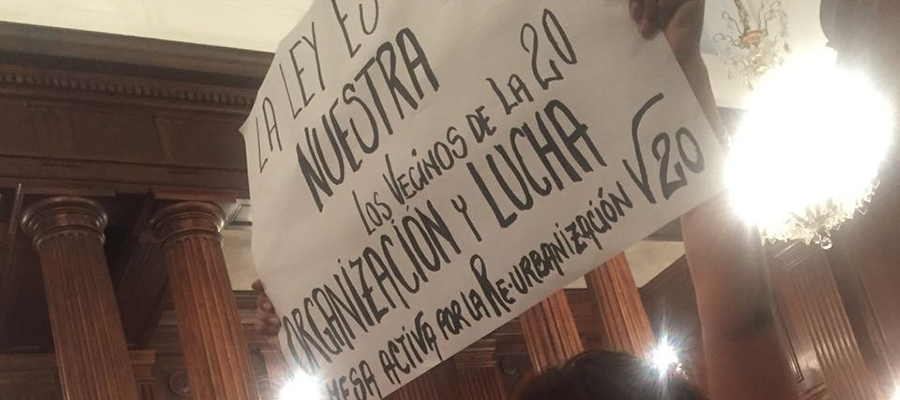 LA LEY ES
NUESTRA
LOS VECINOS DE LA 20
ORGANIZACIÓN Y LUCHA
MESA ACTIVA POR LA RE-URBANIZACIÓN V20